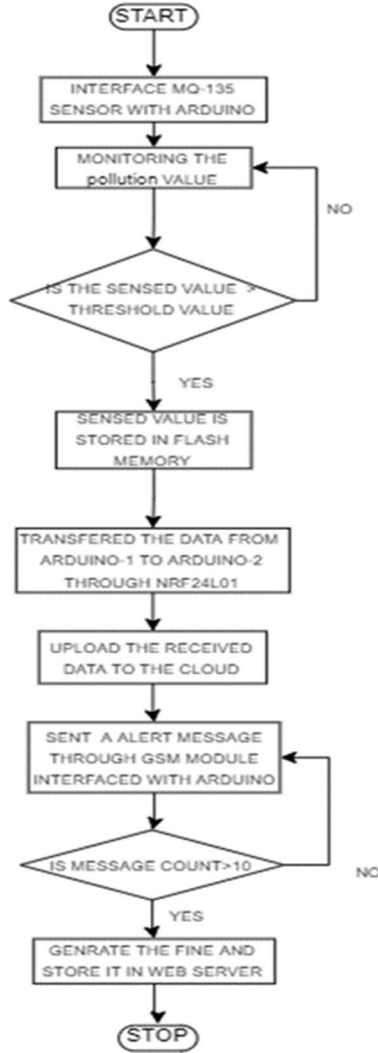 START
INTERFACE MQ-135
SENSOR WITH ARDUINO
MONITORING THE
pollution VALUE
NO
IS THE SENSED VALUE >
THRESHOLD VALUE
YES
SENSED VALUE IS
STORED IN FLASH
MEMORY
TRANSFERED THE DATA FROM
ARDUINO-1 TO ARDUINO-2
THROUGH NRF24L01
UPLOAD THE RECEIVED
DATA TO THE CLOUD
SENT A ALERT MESSAGE
THROUGH GSM MODULE
INTERFACED WITH ARDUINO
IS MESSAGE COUNT>10
NO
YES
GENRATE THE FINE AND
STORE IT IN WEB SERVER
STOP